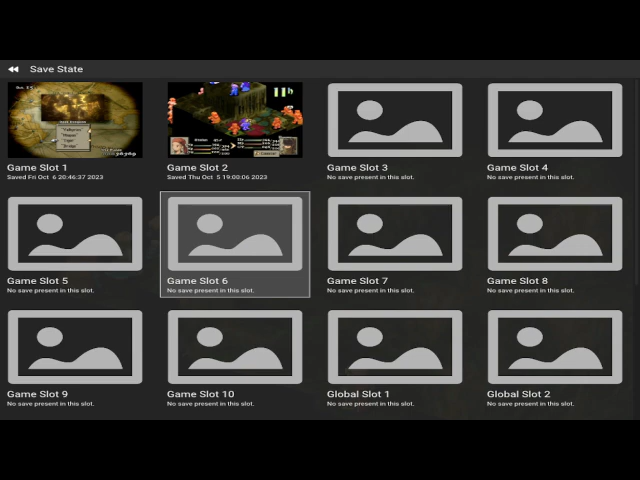 Save State
Game Slot 1
Saved Fri Oct 6 20:46:37 2023
Game Slot 2
Saved Thu Oct 5 19:00:06 2023
Game Slot 3
No save present in this slot.
Game Slot 4
No save present in this slot.
Game Slot 5
No save present in this slot.
Game Slot 6
No save present in this slot.
Game Slot 7
No save present in this slot.
Game Slot 8
No save present in this slot.
Game Slot 9
No save present in this slot.
Game Slot 10
No save present in this slot.
Global Slot 1
No save present in this slot.
Global Slot 2
No save present in this slot.